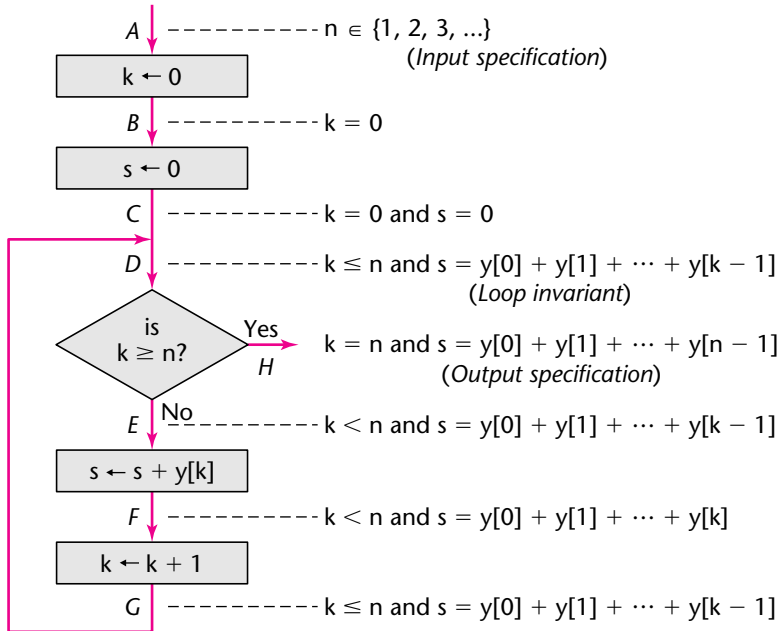 A
n ∈ {1, 2, 3, ...}
(Input specification)
k ← 0
B
k = 0
s ← 0
C
k = 0 and s = 0
D
k ≤ n and s = y[0] + y[1] + ··· + y[k − 1]
(Loop invariant)
is
k ≥ n?
Yes
H
k = n and s = y[0] + y[1] + ··· + y[n − 1]
(Output specification)
No
E
k < n and s = y[0] + y[1] + ··· + y[k − 1]
s ← s + y[k]
F
k < n and s = y[0] + y[1] + ··· + y[k]
k ← k + 1
G
k ≤ n and s = y[0] + y[1] + ··· + y[k − 1]